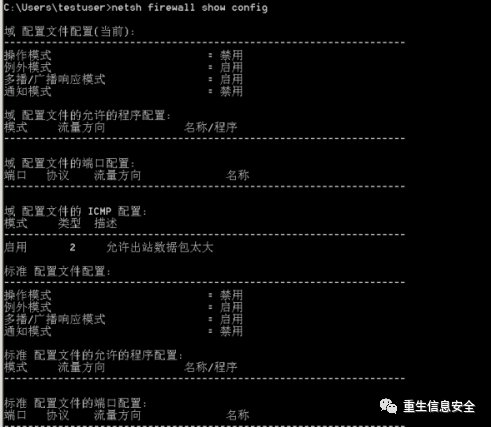 C:\Users\testuser>netsh firewall show config
域 配置文件配置(当前):
-------------------------------------------------------------------
操作模式 = 禁用
例外模式 = 启用
多播/广播响应模式 = 启用
通知模式 = 禁用
域 配置文件的允许的程序配置:
模式 流量方向 名称/程序
-------------------------------------------------------------------
域 配置文件的端口配置:
端口 协议 流量方向 名称
-------------------------------------------------------------------
域 配置文件的 ICMP 配置:
模式 类型 描述
-------------------------------------------------------------------
启用 2 允许出站数据包太大
标准 配置文件配置:
-------------------------------------------------------------------
操作模式 = 禁用
例外模式 = 启用
多播/广播响应模式 = 启用
通知模式 = 禁用
标准 配置文件的允许的程序配置:
模式 流量方向 名称/程序
-------------------------------------------------------------------
标准 配置文件的端口配置:
端口 协议 流量方向 名称
-------------------------------------------------------------------
重生信息安全